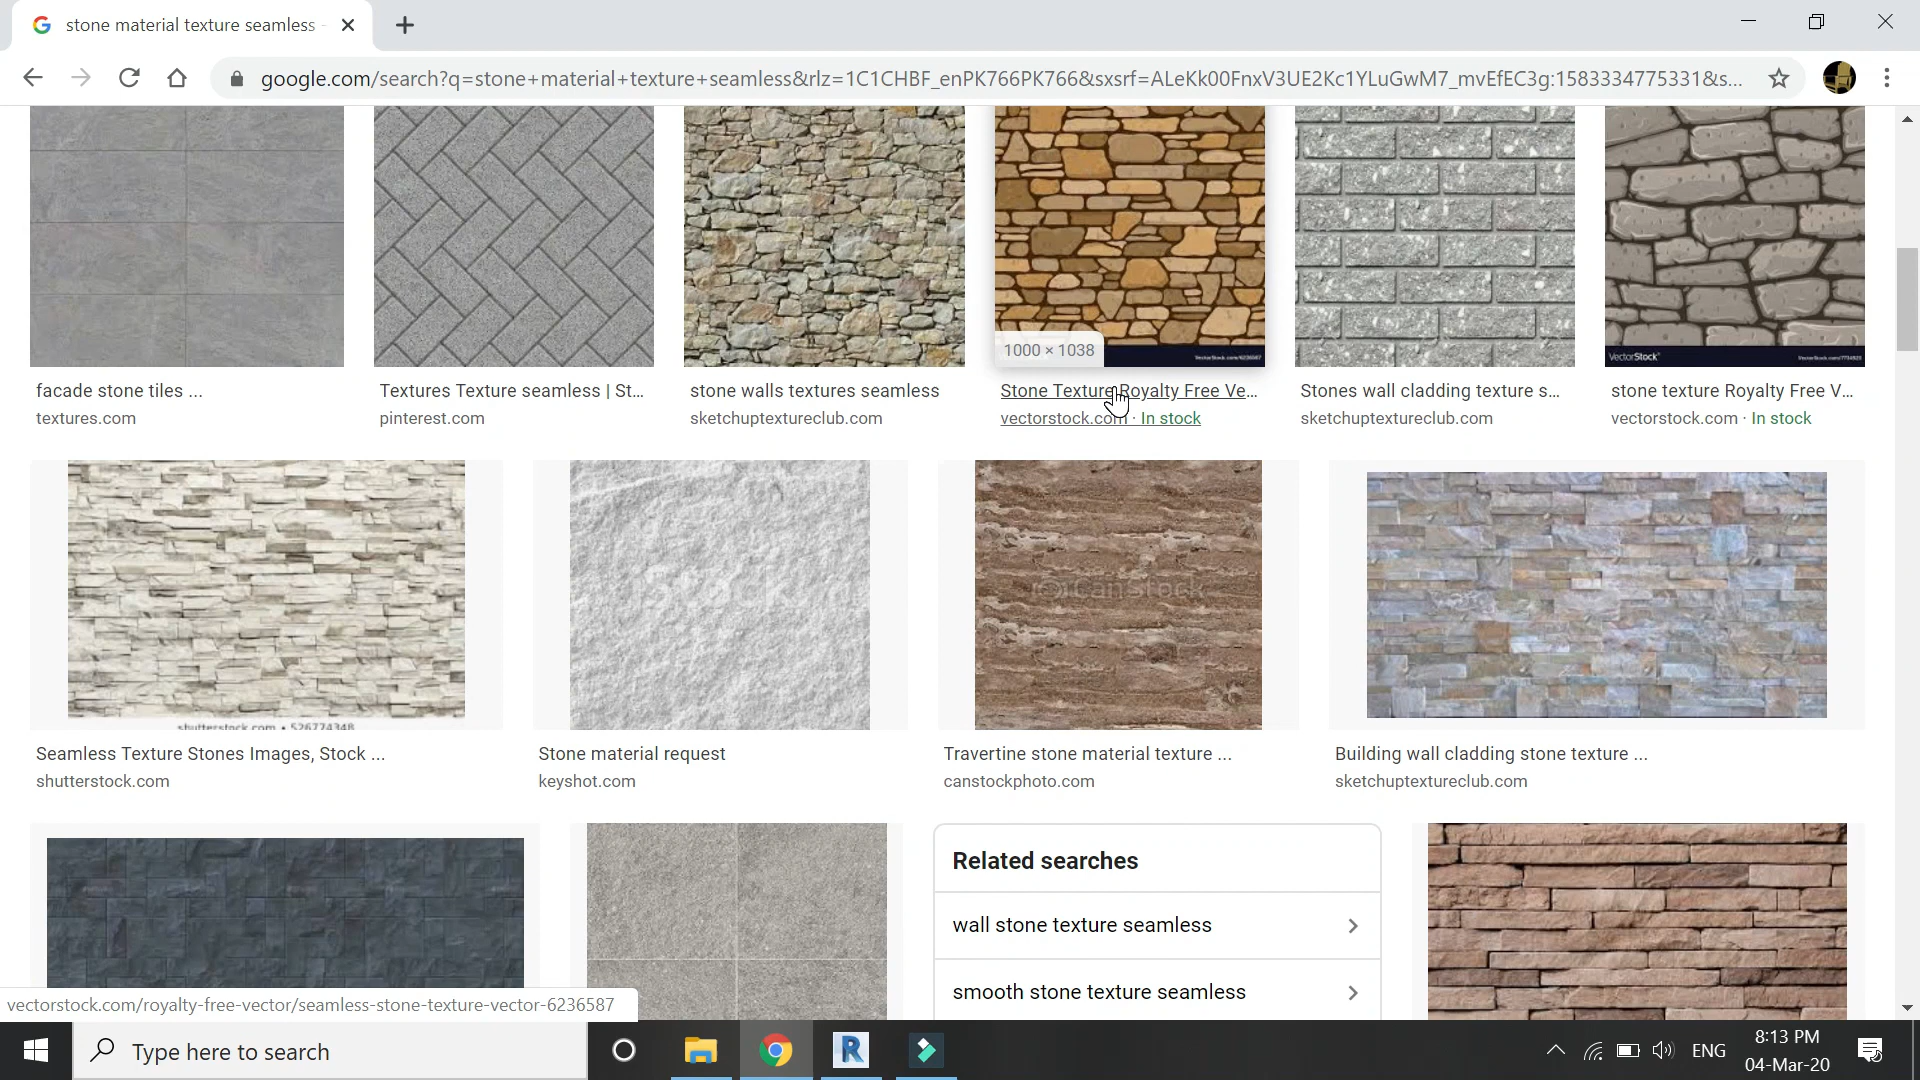 stone material texture seamless -
google.com/search?q=stone+material+texture+seamless&rlz=1C1CHBF_enPK766PK766&sxsrf=ALeKk00FnxV3UE2Kc1YLuGwM7_mvEfEC3g:1583334775331&s...
1000 × 1038
VectorStock
facade stone tiles ...
textures.com
Textures Texture seamless | St...
pinterest.com
stone walls textures seamless
sketchuptextureclub.com
Stone Texture Royalty Free Ve...
vectorstock.com · In stock
Stones wall cladding texture s...
sketchuptextureclub.com
stone texture Royalty Free V...
vectorstock.com · In stock
shutterstock.com • 526774348
Seamless Texture Stones Images, Stock ...
shutterstock.com
Stone material request
keyshot.com
Travertine stone material texture ...
canstockphoto.com
Building wall cladding stone texture ...
sketchuptextureclub.com
Related searches
wall stone texture seamless
smooth stone texture seamless
vectorstock.com/royalty-free-vector/seamless-stone-texture-vector-6236587
Type here to search
R
ENG
8:13 PM
04-Mar-20